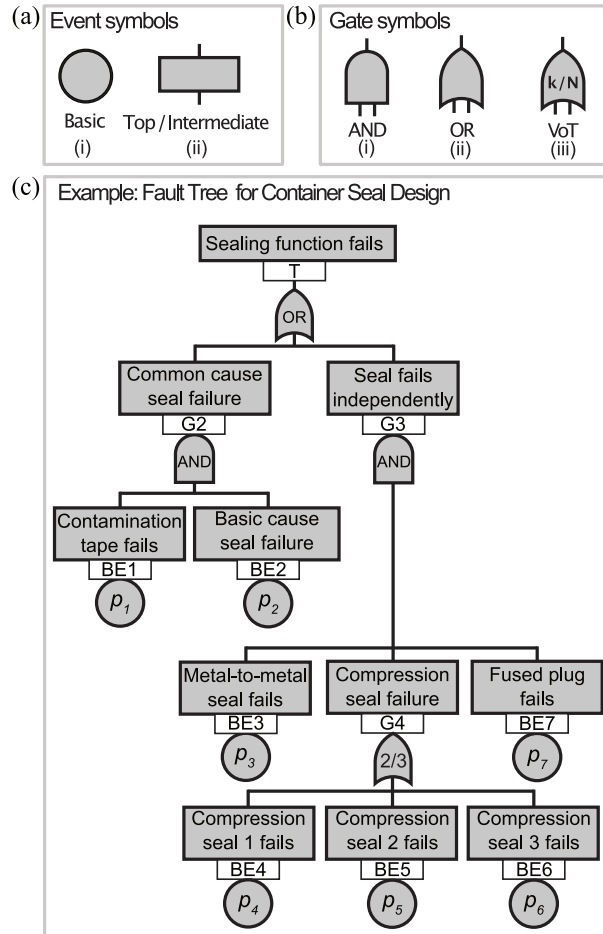 (a) Event symbols
Basic
(i)
Top / Intermediate
(ii)
(b) Gate symbols
k/N
AND
(i)
OR
(ii)
VoT
(iii)
(c) Example: Fault Tree for Container Seal Design
Sealing function fails
T
OR
Common cause
seal failure
G2
AND
Seal fails
independently
G3
AND
Contamination
tape fails
BE1
p1
Basic cause
seal failure
BE2
p2
Metal-to-metal
seal fails
BE3
p3
Compression
seal failure
G4
2/3
Fused plug
fails
BE7
p7
Compression
seal 1 fails
BE4
p4
Compression
seal 2 fails
BE5
p5
Compression
seal 3 fails
BE6
p6